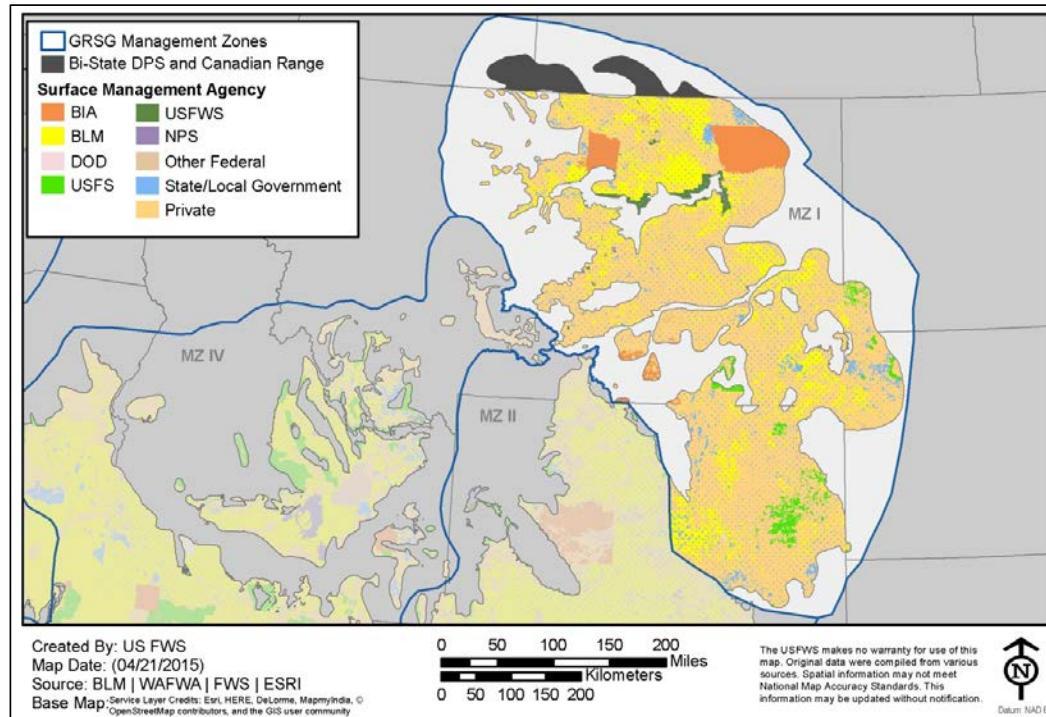 GRSG Management Zones
Bi-State DPS and Canadian Range
Surface Management Agency
BIA
BLM
DOD
USFS
USFWS
NPS
Other Federal
State/Local Government
Private
MZ I
MZ IV
MZ II
Created By: US FWS
Map Date: (04/21/2015)
Source: BLM | WAFWA | FWS | ESRI
Base Map: Service Layer Credits: Esri, HERE, DeLorme, MapmyIndia, ©
OpenStreetMap contributors, and the GIS user community
0 50 100 150 200
Miles
Kilometers
0 50 100 150 200
The USFWS makes no warranty for use of this
map. Original data were compiled from various
sources. Spatial information may not meet
National Map Accuracy Standards. This
information may be updated without notification.
N
Datum: NAD